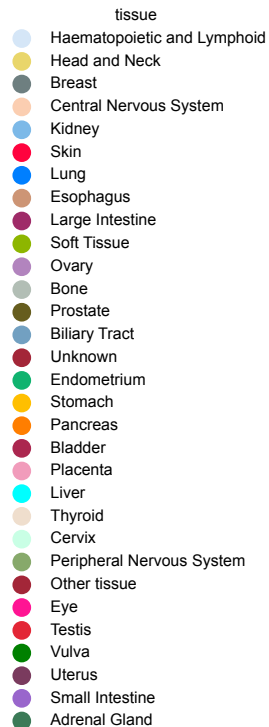 tissue
Haematopoietic and Lymphoid
Head and Neck
Breast
Central Nervous System
Kidney
Skin
Lung
Esophagus
Large Intestine
Soft Tissue
Ovary
Bone
Prostate
Biliary Tract
Unknown
Endometrium
Stomach
Pancreas
Bladder
Placenta
Liver
Thyroid
Cervix
Peripheral Nervous System
Other tissue
Eye
Testis
Vulva
Uterus
Small Intestine
Adrenal Gland